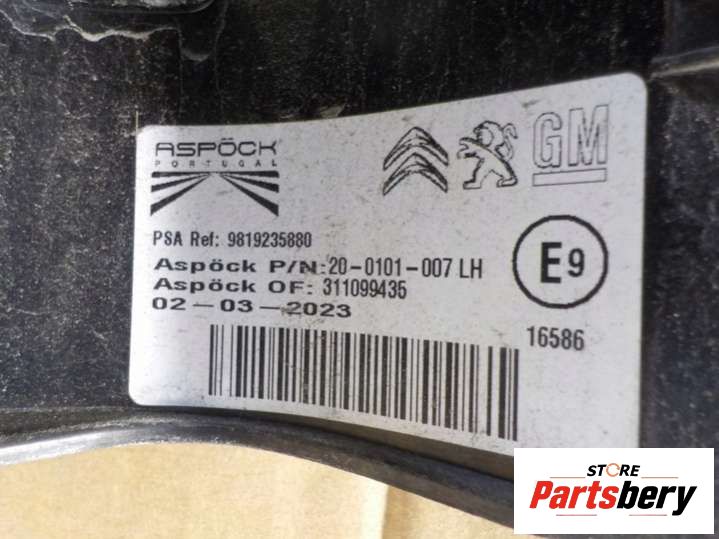 ASPÖCK
PORTUGAL
GM
PSA Ref: 9819235880
Aspöck P/N:20-0101-007 LH
Aspöck OF: 311099435
02-03-2023
E9
16586
STORE
Partsbery